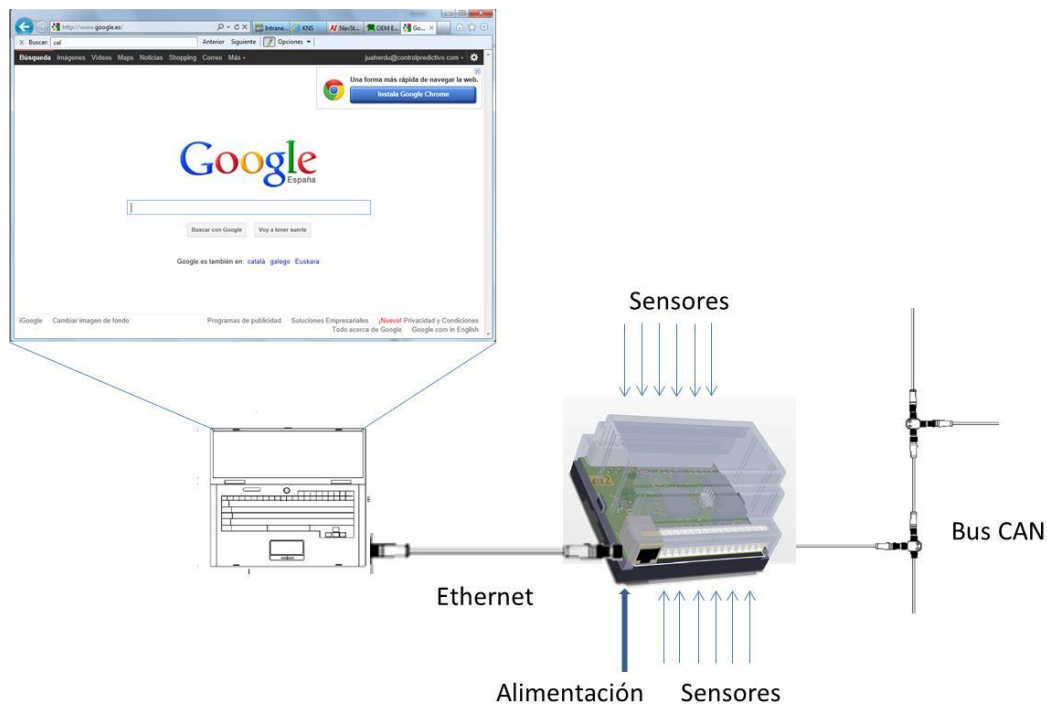 http://www.google.es/
Intrane...
KNS
NavSt...
OEM E...
Go...
X Buscar: cel
Anterior Siguiente Opciones
Búsqueda Imágenes Vídeos Maps Noticias Shopping Correo Más
juaherdu@controlpredictivo.com
Una forma más rápida de navegar la web.
Instala Google Chrome
Google
España
Buscar con Google Voy a tener suerte
Google.es también en: català galego Euskara
iGoogle Cambiar imagen de fondo Programas de publicidad Soluciones Empresariales ¡Nuevo! Privacidad y Condiciones
Todo acerca de Google Google.com in English
Sensores
Bus CAN
Ethernet
Alimentación Sensores